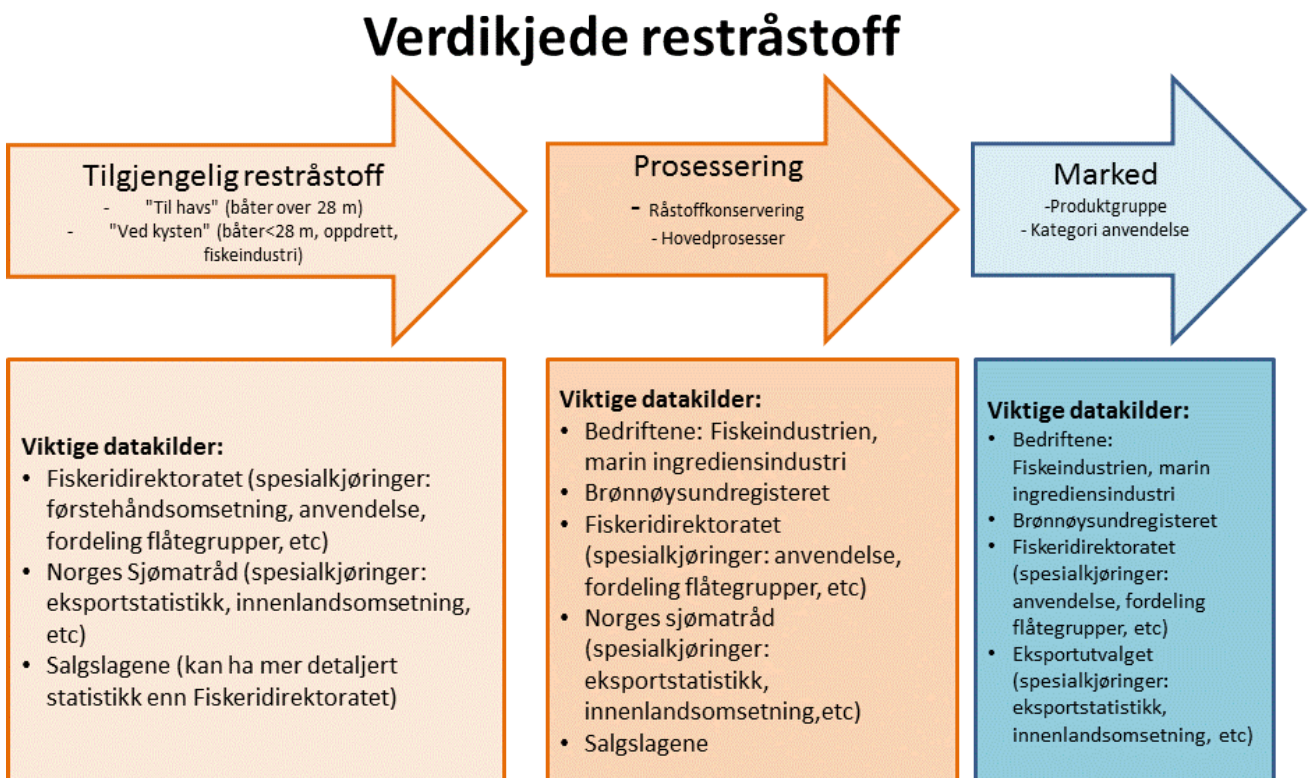 Verdikjede restråstoff
Tilgjengelig restråstoff
- "Til havs" (båter over 28 m)
- "Ved kysten" (båter<28 m, oppdrett,
fiskeindustri)
Prosessering
- Råstoffkonservering
- Hovedprosesser
Marked
-Produktgruppe
- Kategori anvendelse
Viktige datakilder:
• Fiskeridirektoratet (spesialkjøringer:
førstehåndsomsetning, anvendelse,
fordeling flåtegrupper, etc)
• Norges Sjømatråd (spesialkjøringer:
eksportstatistikk, innenlandsomsetning,
etc)
• Salgslagene (kan ha mer detaljert
statistikk enn Fiskeridirektoratet)
Viktige datakilder:
• Bedriftene: Fiskeindustrien,
marin ingrediensindustri
• Brønnøysundregisteret
• Fiskeridirektoratet
(spesialkjøringer: anvendelse,
fordeling flåtegrupper, etc)
• Norges sjømatråd
(spesialkjøringer:
eksportstatistikk,
innenlandsomsetning,etc)
• Salgslagene
Viktige datakilder:
• Bedriftene:
Fiskeindustrien, marin
ingrediensindustri
• Brønnøysundregisteret
• Fiskeridirektoratet
(spesialkjøringer:
anvendelse, fordeling
flåtegrupper, etc)
• Eksportutvalget
(spesialkjøringer:
eksportstatistikk,
innenlandsomsetning, etc)